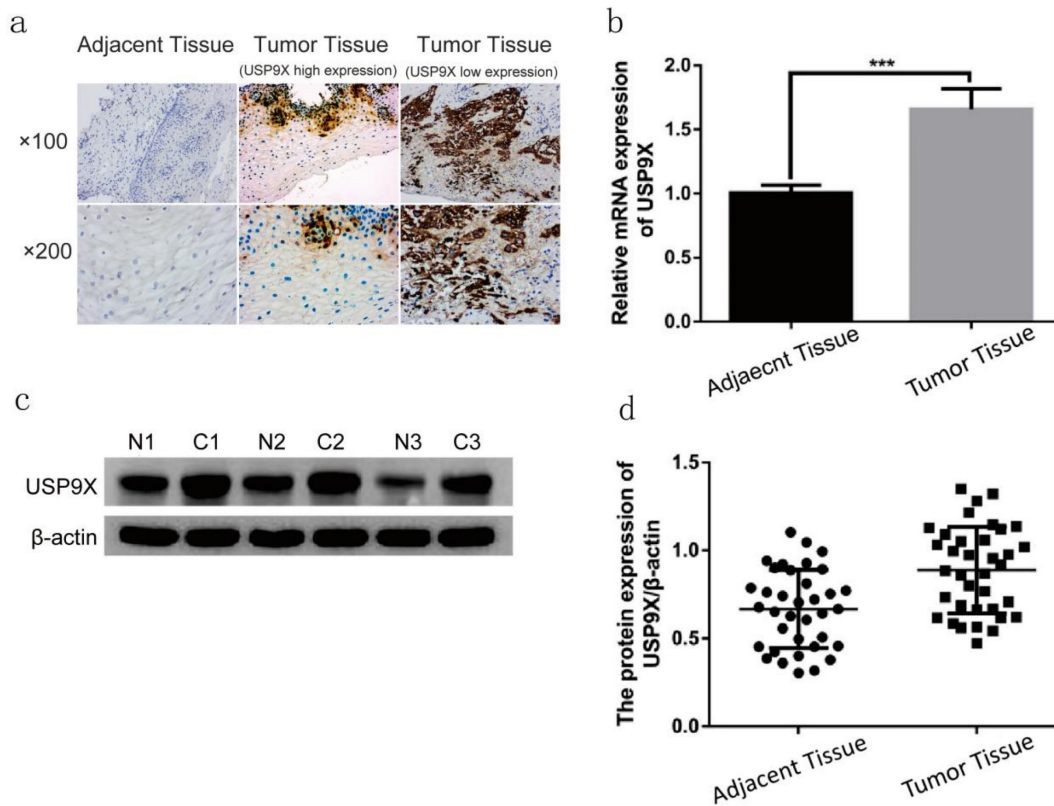 a
Adjacent Tissue
Tumor Tissue
(USP9X high expression)
Tumor Tissue
(USP9X low expression)
×100
×200
b
***
Relative mRNA expression
of USP9X
2.0
1.5
1.0
0.5
0.0
Adjaecnt Tissue
Tumor Tissue
c
N1 C1 N2 C2 N3 C3
USP9X
β-actin
d
The protein expression of
USP9X/β-actin
1.5
1.0
0.5
0.0
Adjacent Tissue
Tumor Tissue